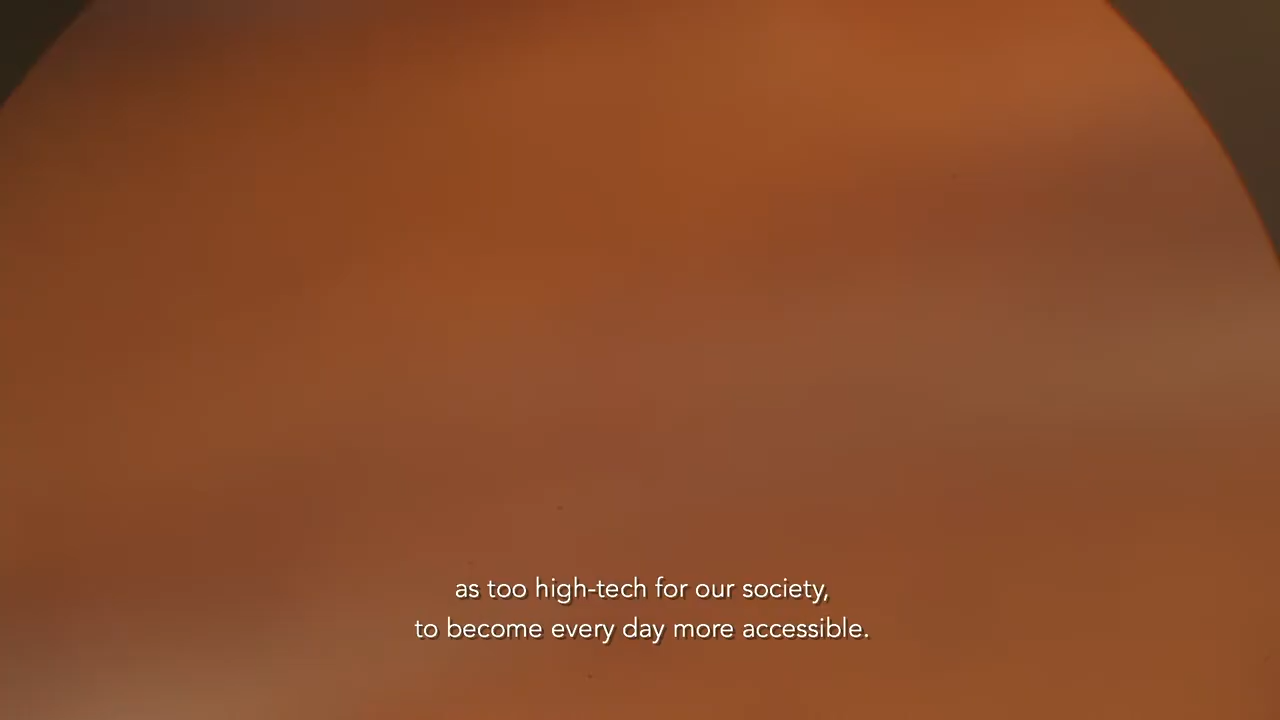 as too high-tech for our society,
to become every day more accessible.